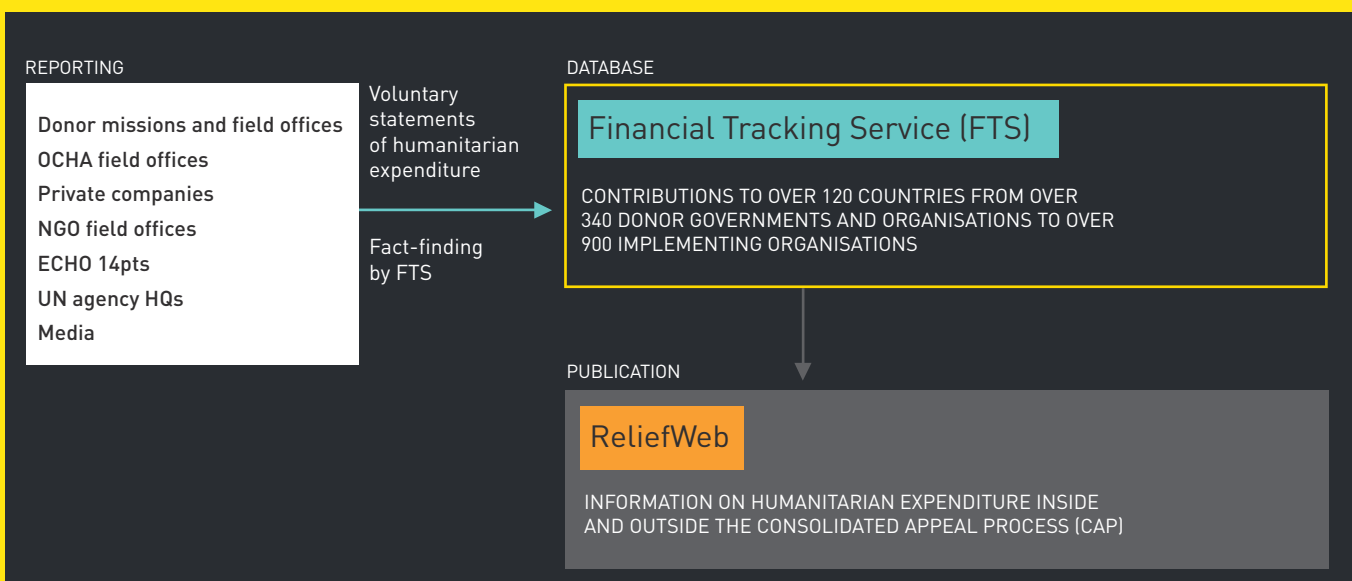 REPORTING
Donor missions and field offices
OCHA field offices
Private companies
NGO field offices
ECHO 14pts
UN agency HQs
Media
Voluntary
statements
of humanitarian
expenditure
Fact-finding
by FTS
DATABASE
Financial Tracking Service (FTS)
CONTRIBUTIONS TO OVER 120 COUNTRIES FROM OVER
340 DONOR GOVERNMENTS AND ORGANISATIONS TO OVER
900 IMPLEMENTING ORGANISATIONS
PUBLICATION
ReliefWeb
INFORMATION ON HUMANITARIAN EXPENDITURE INSIDE
AND OUTSIDE THE CONSOLIDATED APPEAL PROCESS (CAP)